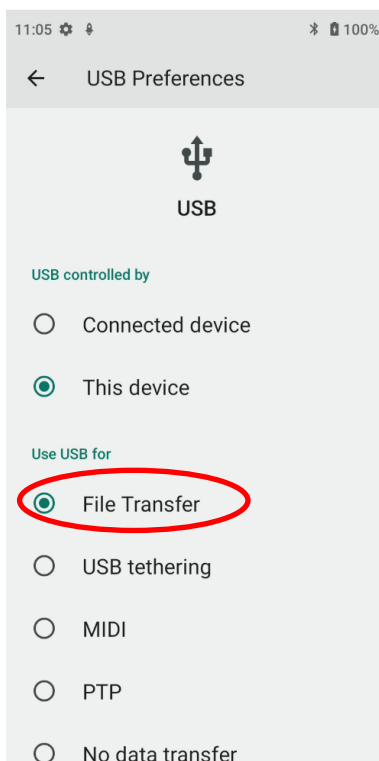 11:05 100%
USB Preferences
USB
USB controlled by
Connected device
This device
Use USB for
File Transfer
USB tethering
MIDI
PTP
No data transfer